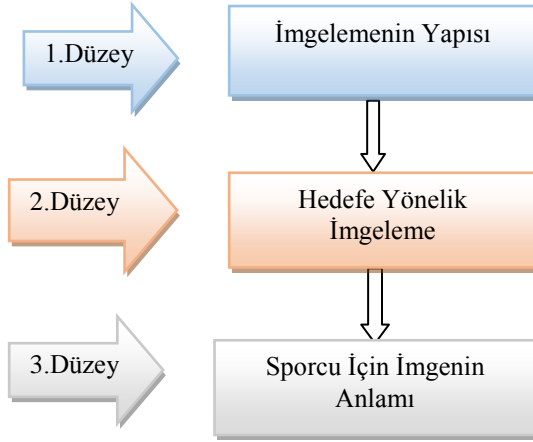 1.Düzey
İmgelemenin Yapısı
2.Düzey
Hedefe Yönelik
İmgeleme
3.Düzey
Sporcu İçin İmgenin
Anlamı